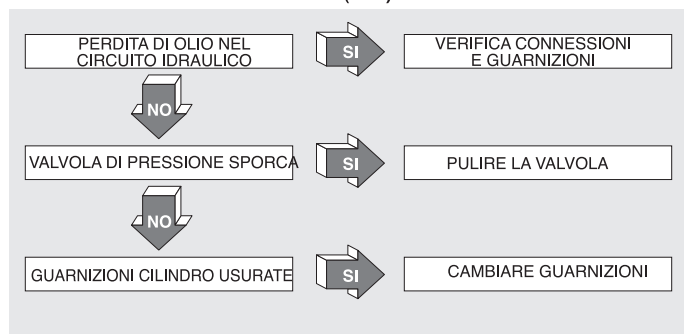 PERDITA DI OLIO NEL
CIRCUITO IDRAULICO
SI
VERIFICA CONNESSIONI
E GUARNIZIONI
NO
VALVOLA DI PRESSIONE SPORCA
SI
PULIRE LA VALVOLA
NO
GUARNIZIONI CILINDRO USURATE
SI
CAMBIARE GUARNIZIONI